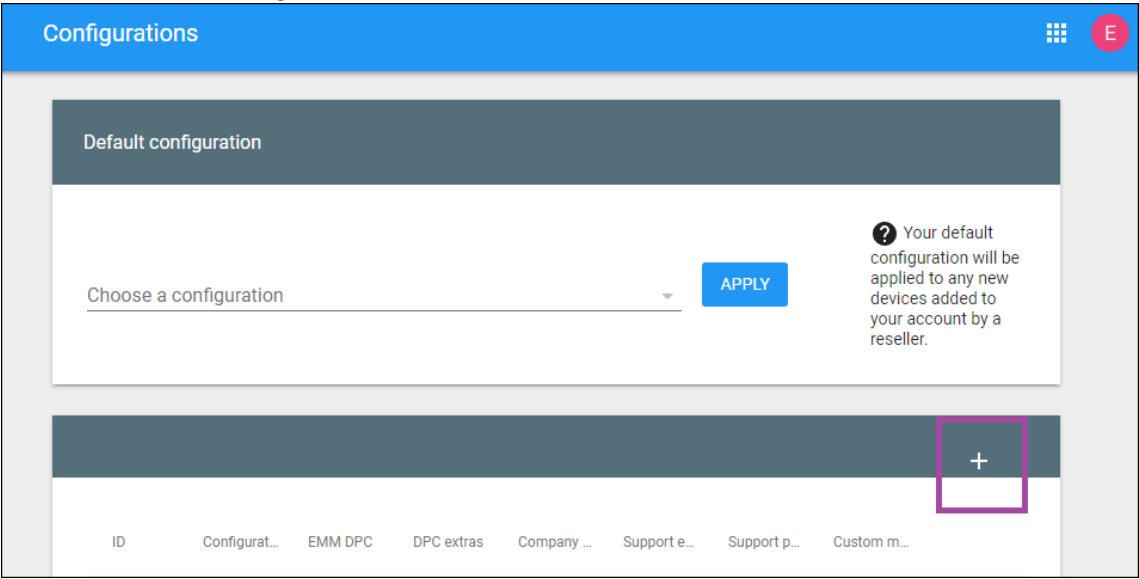 Configurations
E
Default configuration
Choose a configuration
APPLY
? Your default
configuration will be
applied to any new
devices added to
your account by a
reseller.
+
ID Configurat... EMM DPC DPC extras Company ... Support e... Support p... Custom m...